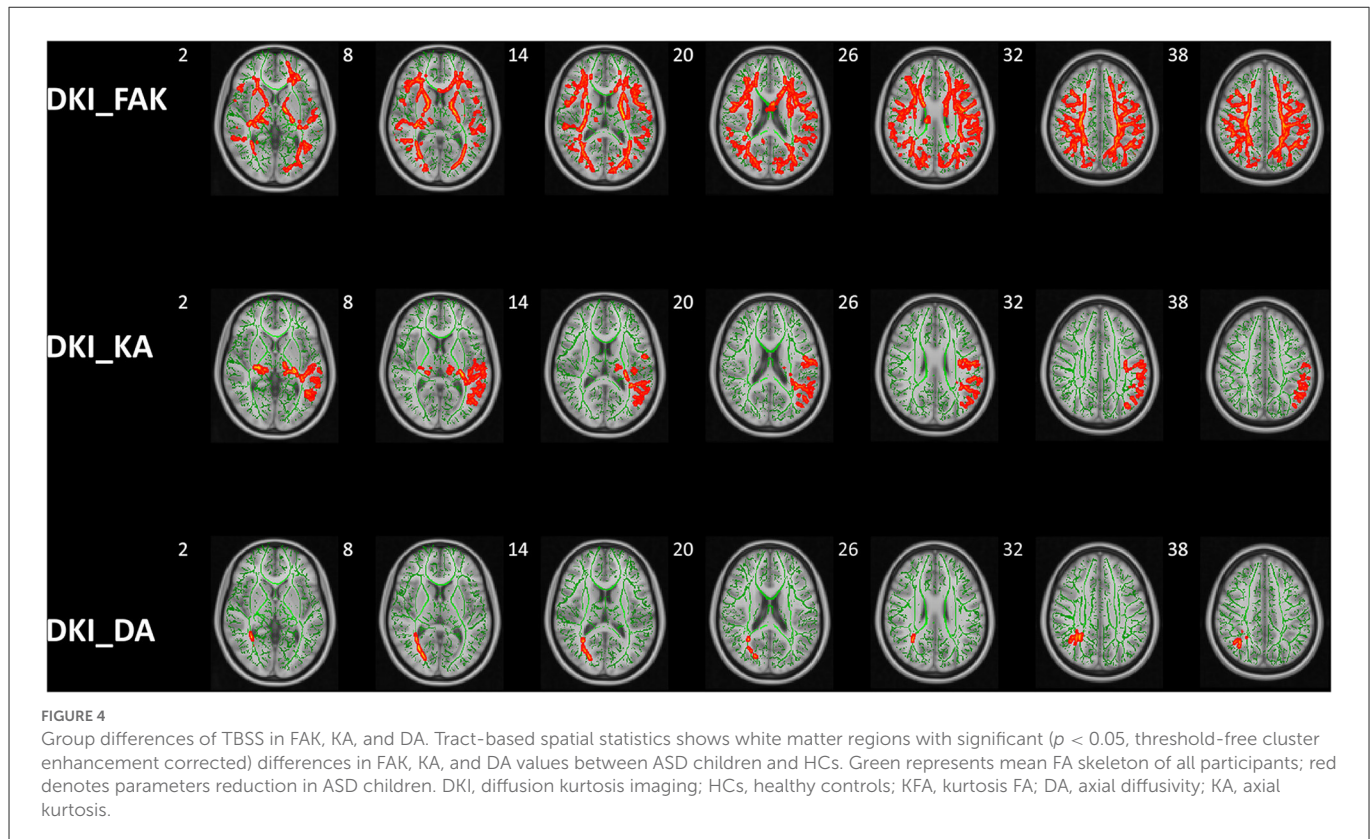 2 8 14 20 26 32 38
DKI_FAK
2 8 14 20 26 32 38
DKI_KA
2 8 14 20 26 32 38
DKI_DA
FIGURE 4
Group differences of TBSS in FAK, KA, and DA. Tract-based spatial statistics shows white matter regions with significant (p < 0.05, threshold-free cluster
enhancement corrected) differences in FAK, KA, and DA values between ASD children and HCs. Green represents mean FA skeleton of all participants; red
denotes parameters reduction in ASD children. DKI, diffusion kurtosis imaging; HCs, healthy controls; KFA, kurtosis FA; DA, axial diffusivity; KA, axial
kurtosis.